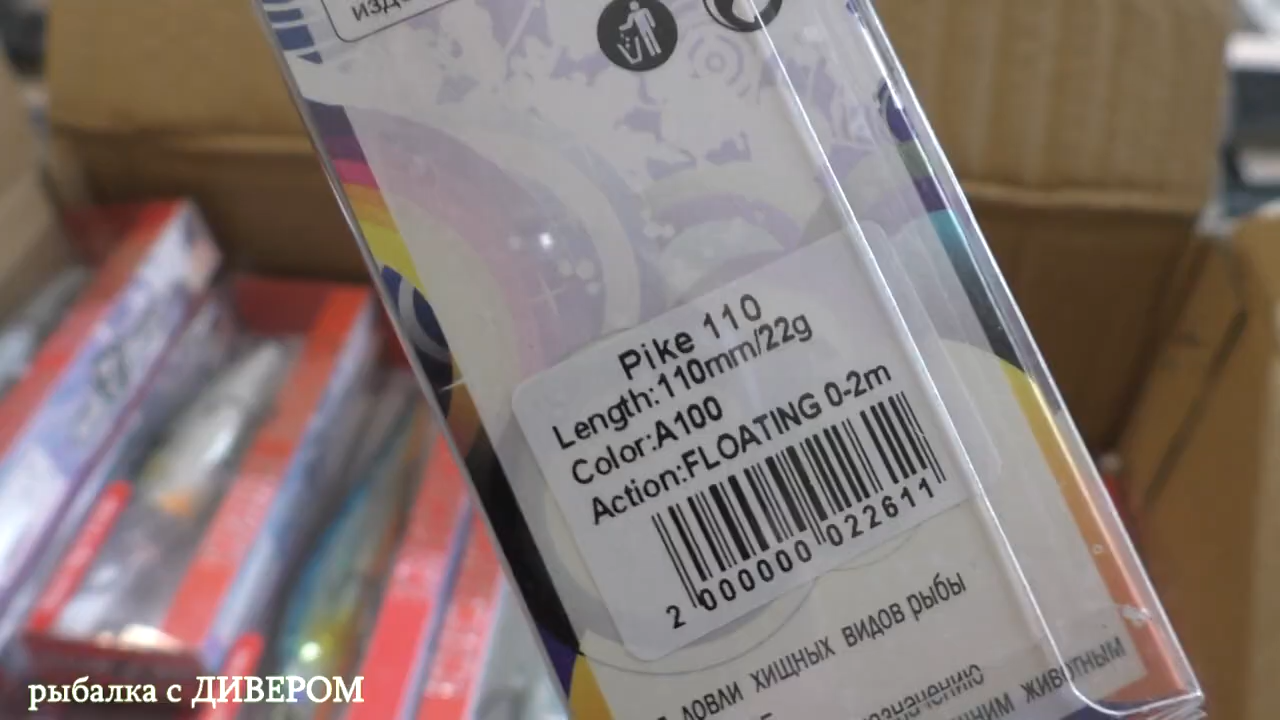 Pike 110
Length:110mm/22g
Color:A100
Action:FLOATING 0-2m
2 000000 022611
ловли хищных видов рыбы
животным
рыбалка с ДИВЕРОМ